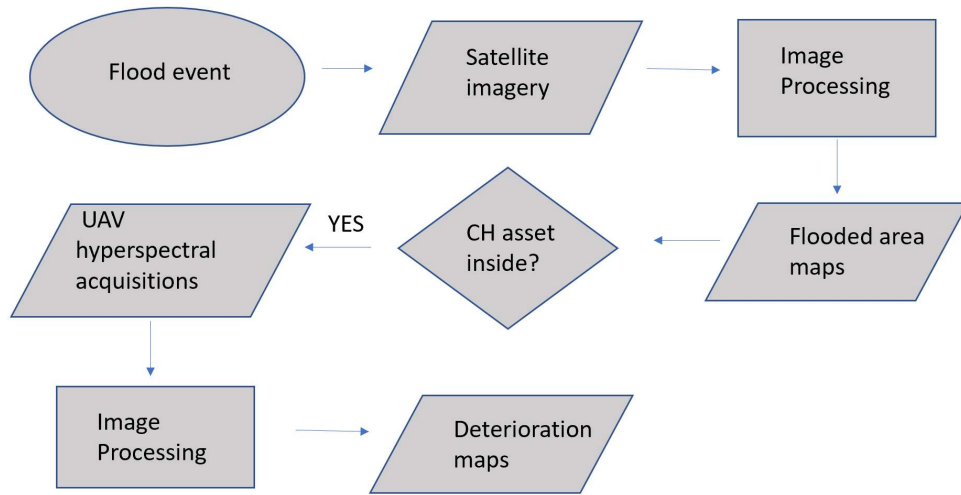 Flood event
Satellite
imagery
Image
Processing
Flooded area
maps
CH asset
inside?
YES
UAV
hyperspectral
acquisitions
Image
Processing
Deterioration
maps